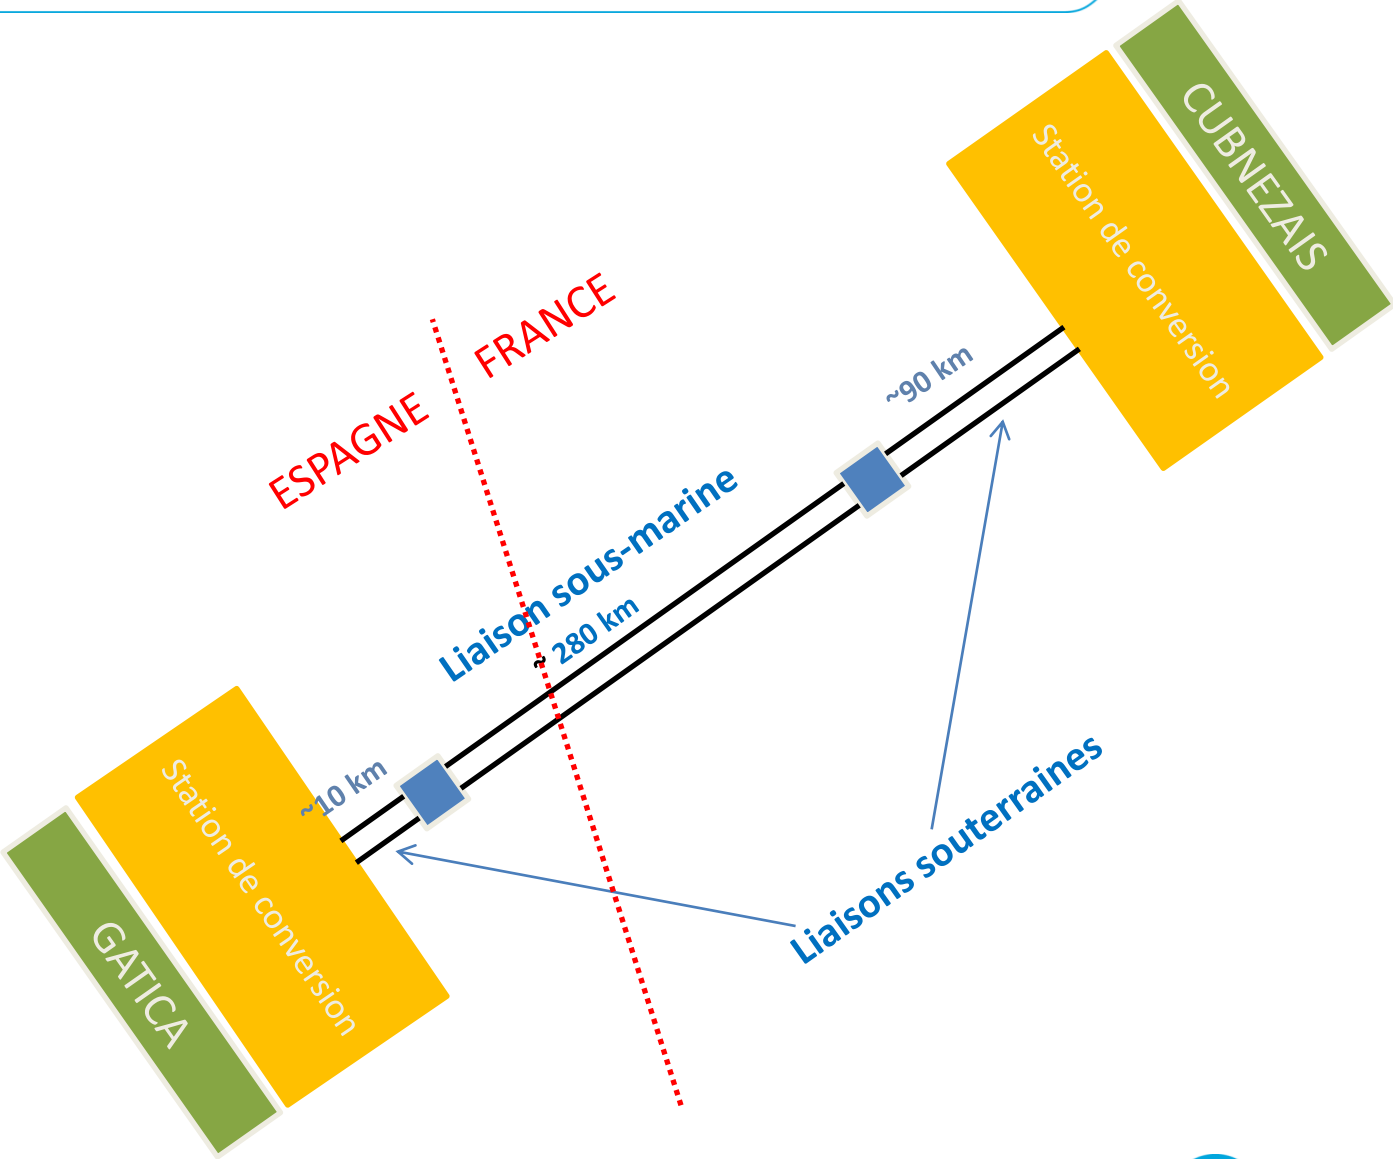 CUBNEZAIS
Station de conversion
FRANCE
ESPAGNE
~90 km
Liaison sous-marine
~ 280 km
~10 km
Station de conversion
GATICA
Liaisons souterraines